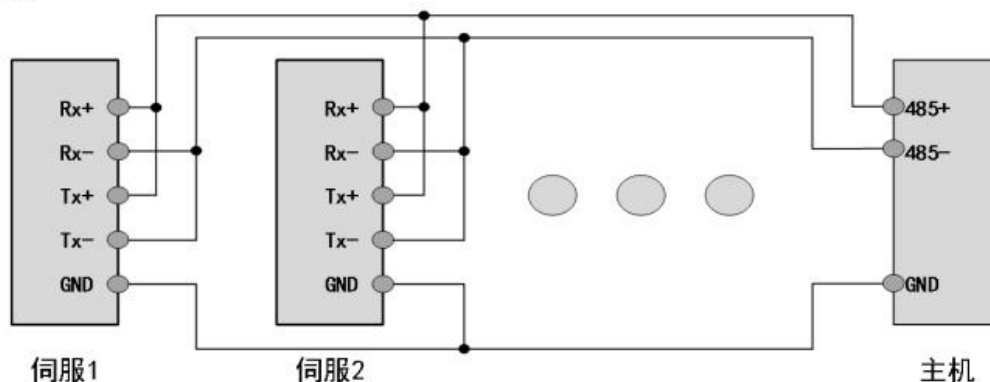 Rx+
Rx-
Tx+
Tx-
GND
伺服1
Rx+
Rx-
Tx+
Tx-
GND
伺服2
485+
485-
GND
主机